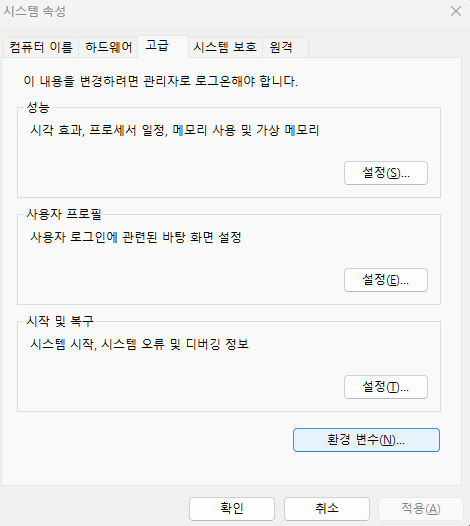 시스템 속성
컴퓨터 이름 하드웨어 고급 시스템 보호 원격
이 내용을 변경하려면 관리자로 로그온해야 합니다.
성능
시각 효과, 프로세서 일정, 메모리 사용 및 가상 메모리
설정(S)...
사용자 프로필
사용자 로그인에 관련된 바탕 화면 설정
설정(E)...
시작 및 복구
시스템 시작, 시스템 오류 및 디버깅 정보
설정(T)...
환경 변수(N)...
확인 취소 적용(A)